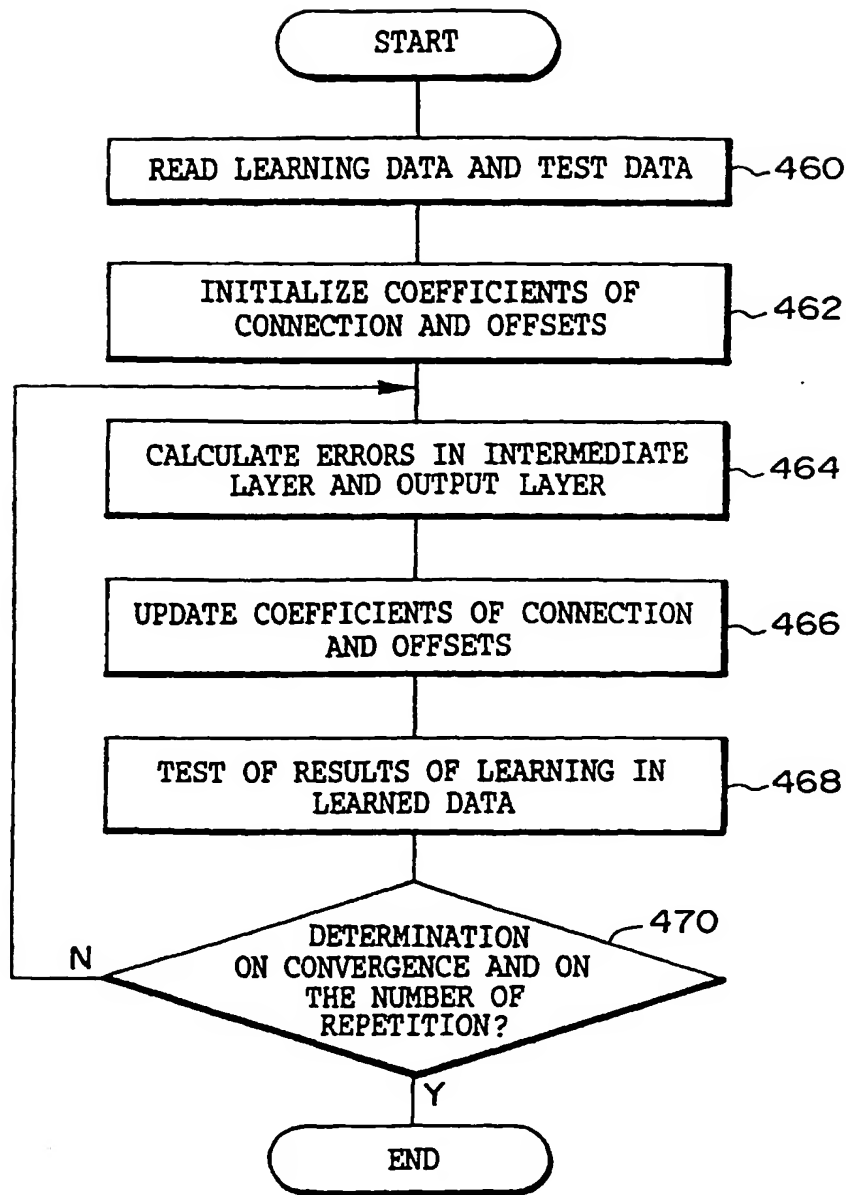 START
READ LEARNING DATA AND TEST DATA
460
INITIALIZE COEFFICIENTS OF
CONNECTION AND OFFSETS
462
CALCULATE ERRORS IN INTERMEDIATE
LAYER AND OUTPUT LAYER
464
UPDATE COEFFICIENTS OF CONNECTION
AND OFFSETS
466
TEST OF RESULTS OF LEARNING IN
LEARNED DATA
468
470
DETERMINATION
ON CONVERGENCE AND ON
THE NUMBER OF
REPETITION?
N
Y
END